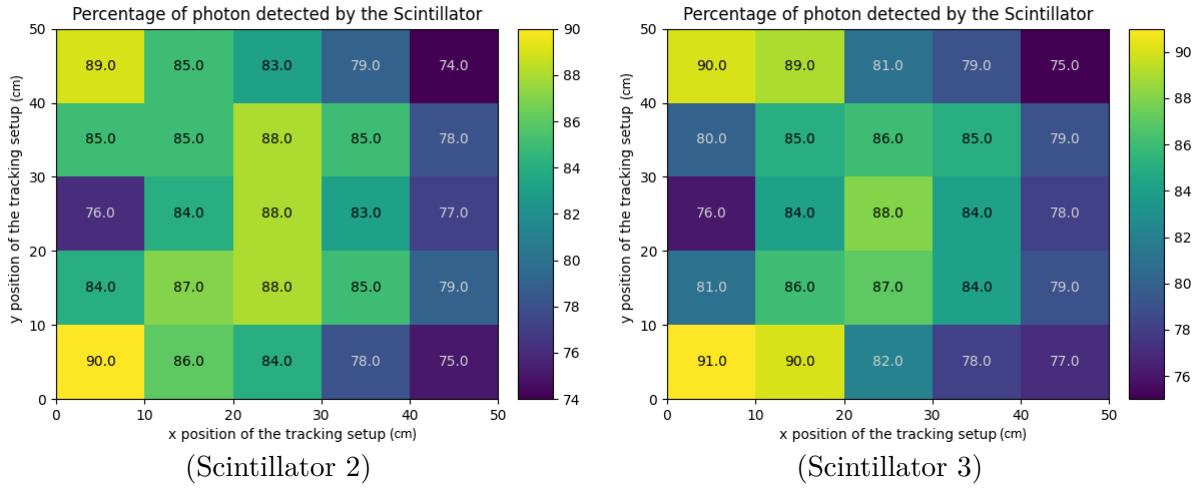 Percentage of photon detected by the Scintillator
50
40
30
20
10
0
y position of the tracking setup (cm)
89.0 85.0 83.0 79.0 74.0
85.0 85.0 88.0 85.0 78.0
76.0 84.0 88.0 83.0 77.0
84.0 87.0 88.0 85.0 79.0
90.0 86.0 84.0 78.0 75.0
0 10 20 30 40 50
x position of the tracking setup (cm)
90
88
86
84
82
80
78
76
74
(Scintillator 2)
Percentage of photon detected by the Scintillator
50
40
30
20
10
0
y position of the tracking setup (cm)
90.0 89.0 81.0 79.0 75.0
80.0 85.0 86.0 85.0 79.0
76.0 84.0 88.0 84.0 78.0
81.0 86.0 87.0 84.0 79.0
91.0 90.0 82.0 78.0 77.0
0 10 20 30 40 50
x position of the tracking setup (cm)
90
88
86
84
82
80
78
76
(Scintillator 3)